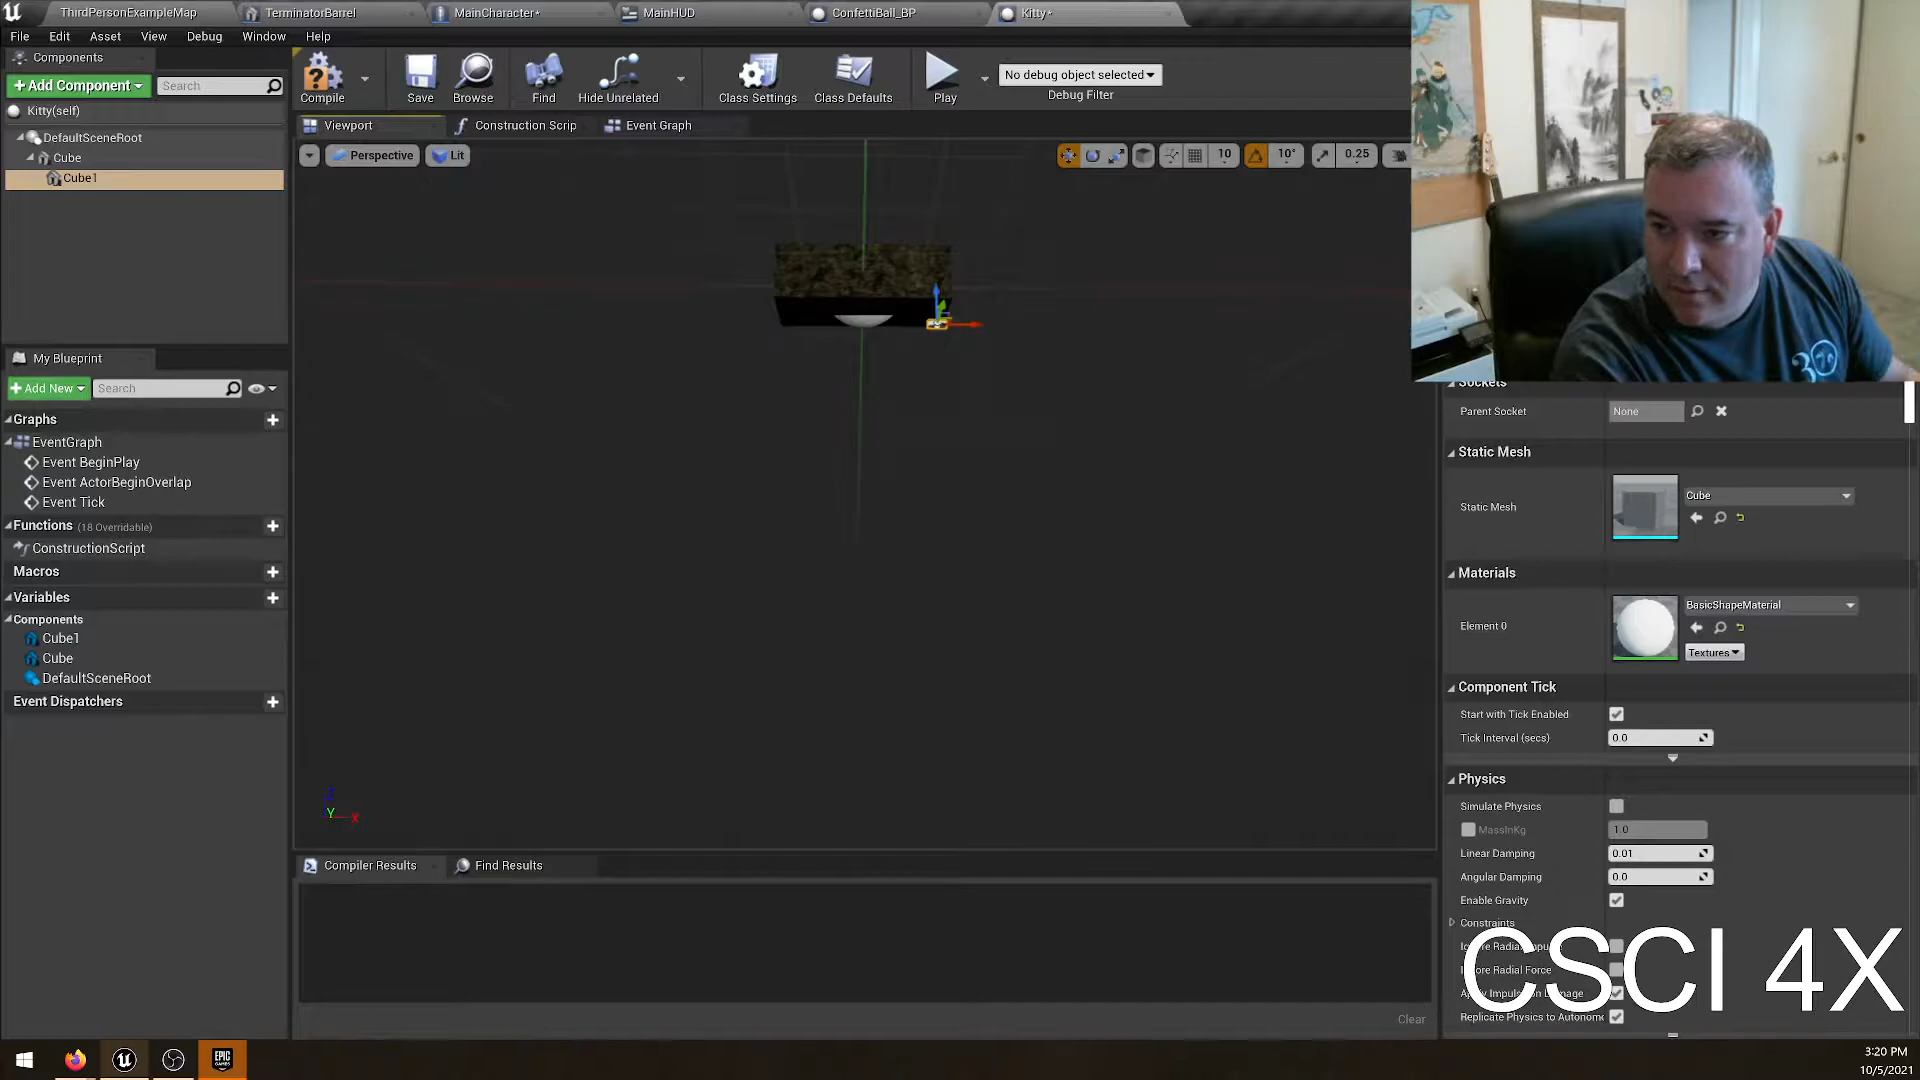 ThirdPersonExampleMap
TerminatorBarrel
MainCharacter*
MainHUD
ConfettiBall_BP
Kitty*
File Edit Asset View Debug Window Help
Components
+ Add Component
Search
Kitty(self)
DefaultSceneRoot
Cube
Cube1
Compile
Save
Browse
Find
Hide Unrelated
Class Settings
Class Defaults
Play
No debug object selected
Debug Filter
Viewport
Construction Scrip
Event Graph
Perspective
Lit
10
10°
0.25
My Blueprint
+ Add New
Search
Graphs
EventGraph
Event BeginPlay
Event ActorBeginOverlap
Event Tick
Functions (18 Overridable)
ConstructionScript
Macros
Variables
Components
Cube1
Cube
DefaultSceneRoot
Event Dispatchers
Z
Y
X
Compiler Results
Find Results
Clear
Sockets
Parent Socket
None
Static Mesh
Static Mesh
Cube
Materials
Element 0
BasicShapeMaterial
Textures
Component Tick
Start with Tick Enabled
Tick Interval (secs)
0.0
Physics
Simulate Physics
MassInKg
1.0
Linear Damping
0.01
Angular Damping
0.0
Enable Gravity
Constraints
Radial Force
Replicate Physics to Autonom
CSCI 4X
EPIC
GAMES
3:20 PM
10/5/2021